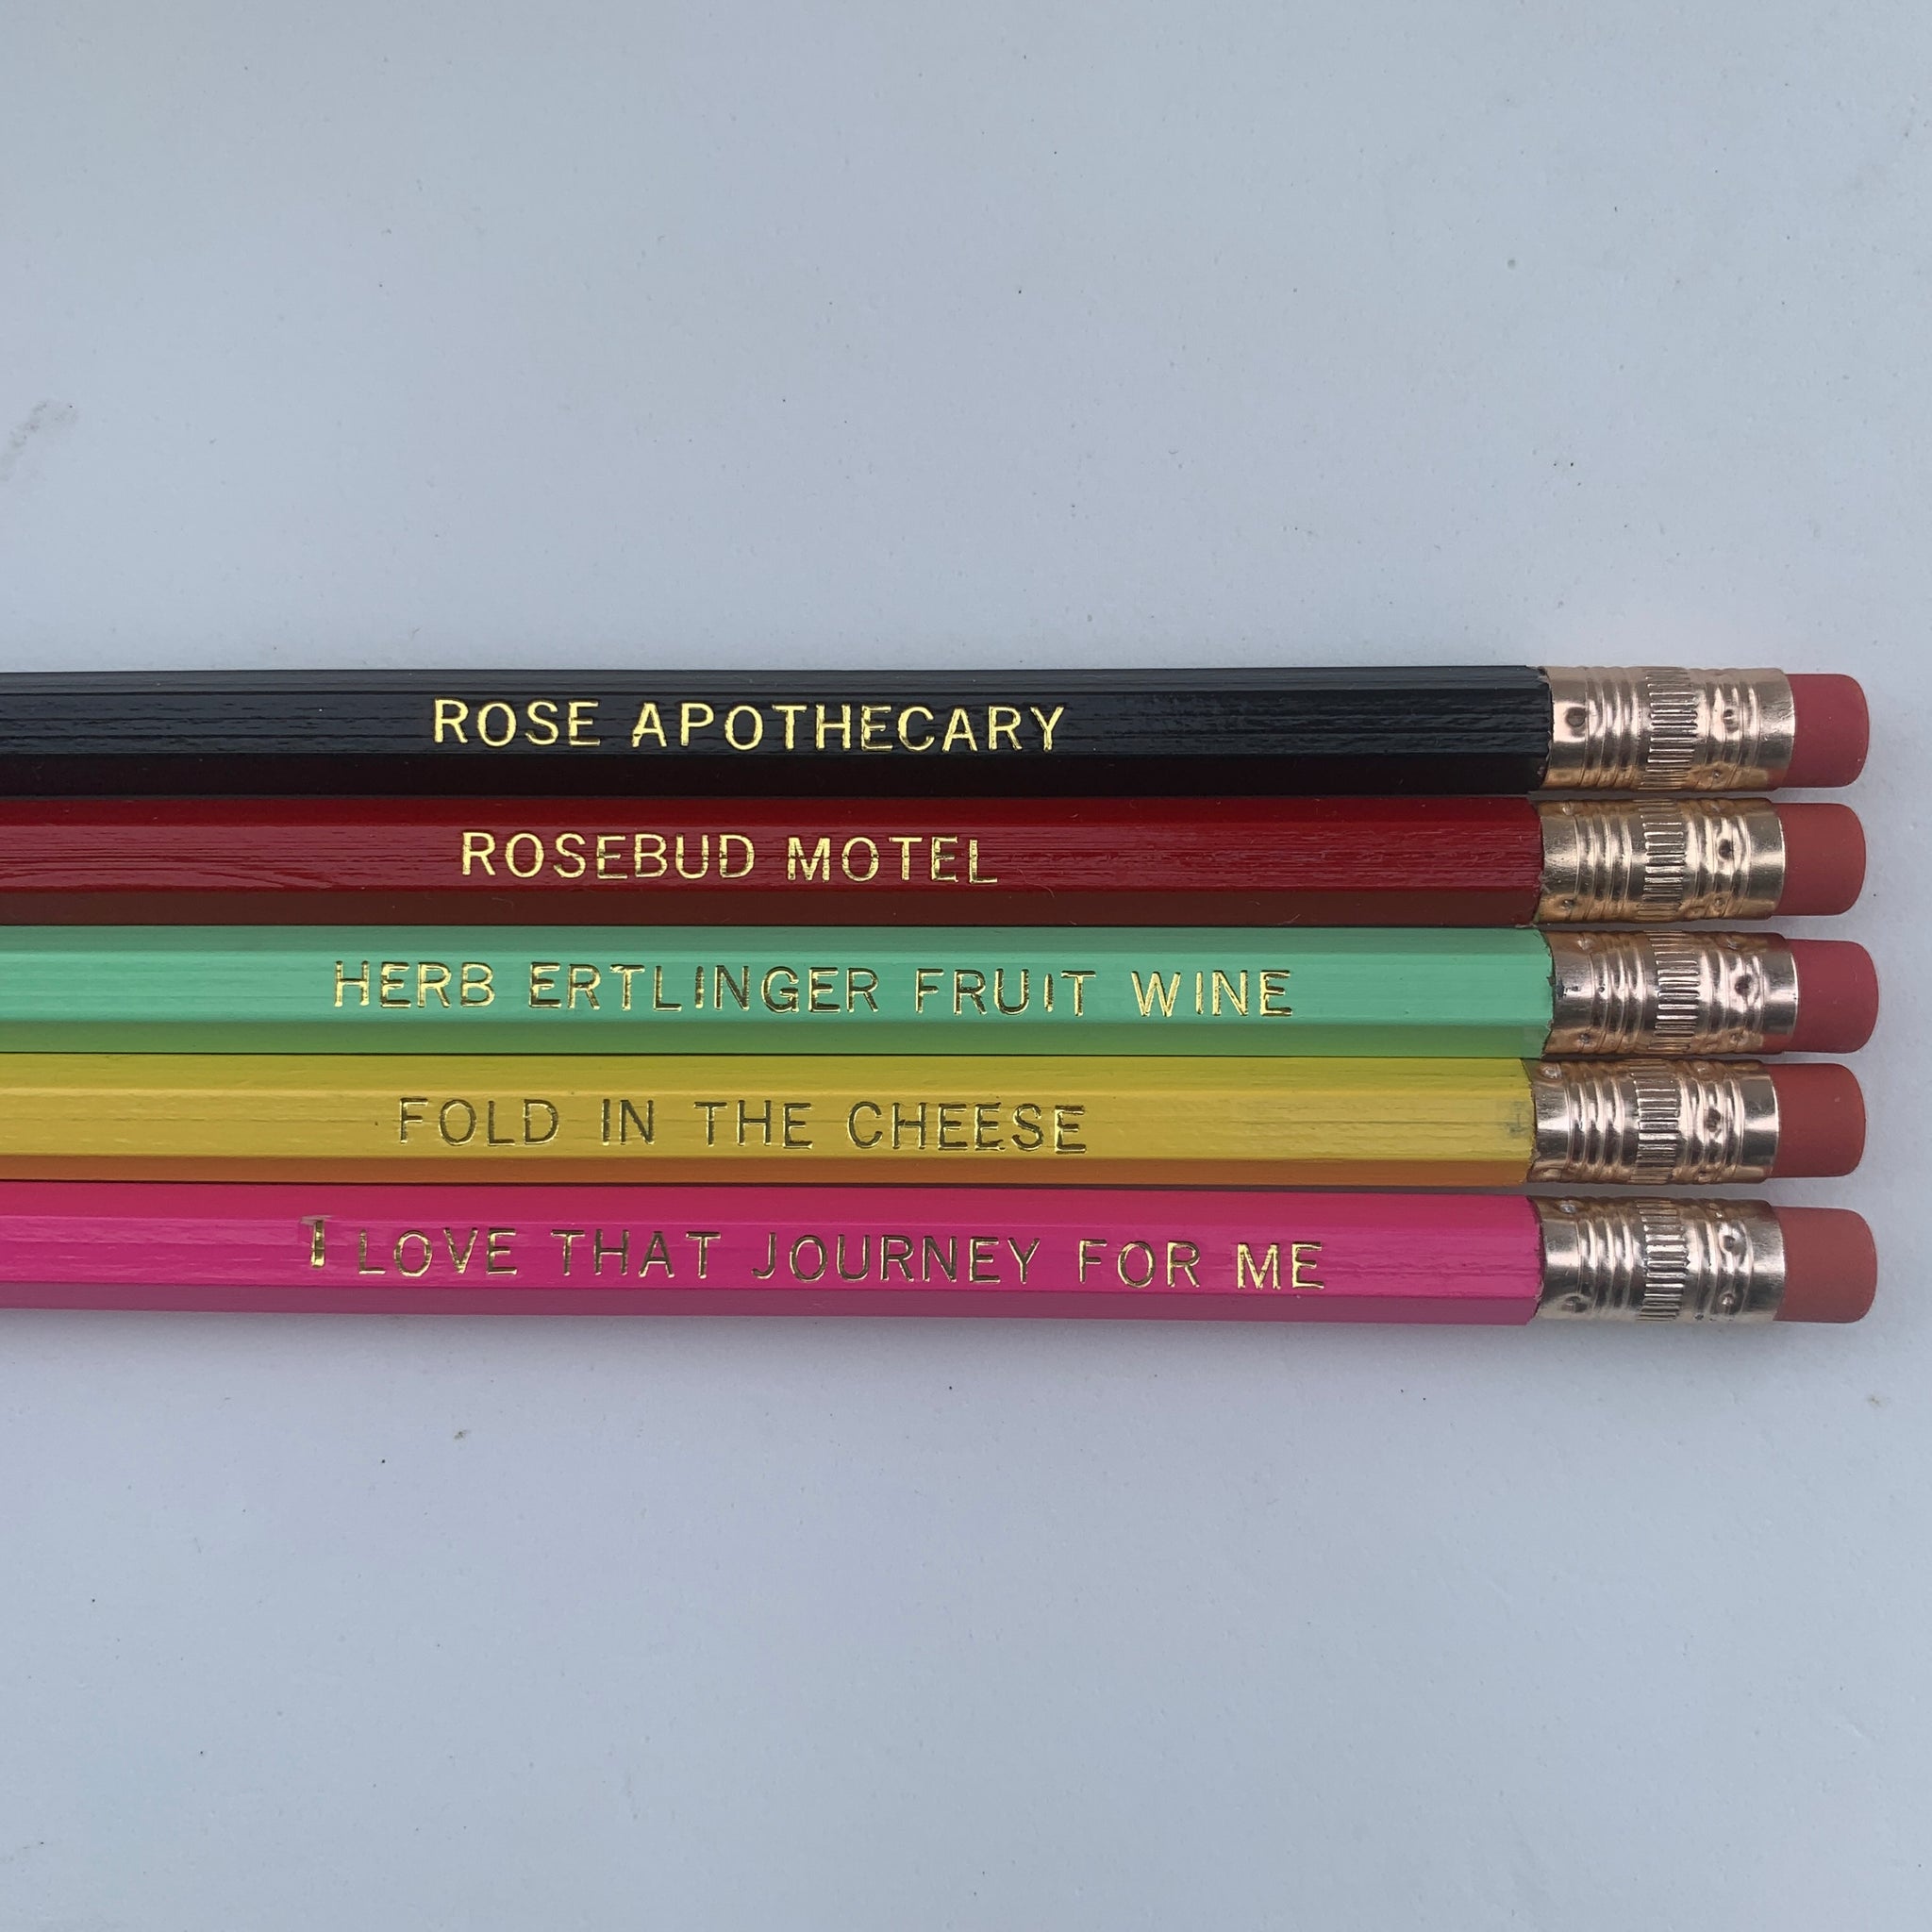 ROSE APOTHECARY
ROSEBUD MOTEL
HERB ERTLINGER FRUIT WINE
FOLD IN THE CHEESE
I LOVE THAT JOURNEY FOR ME